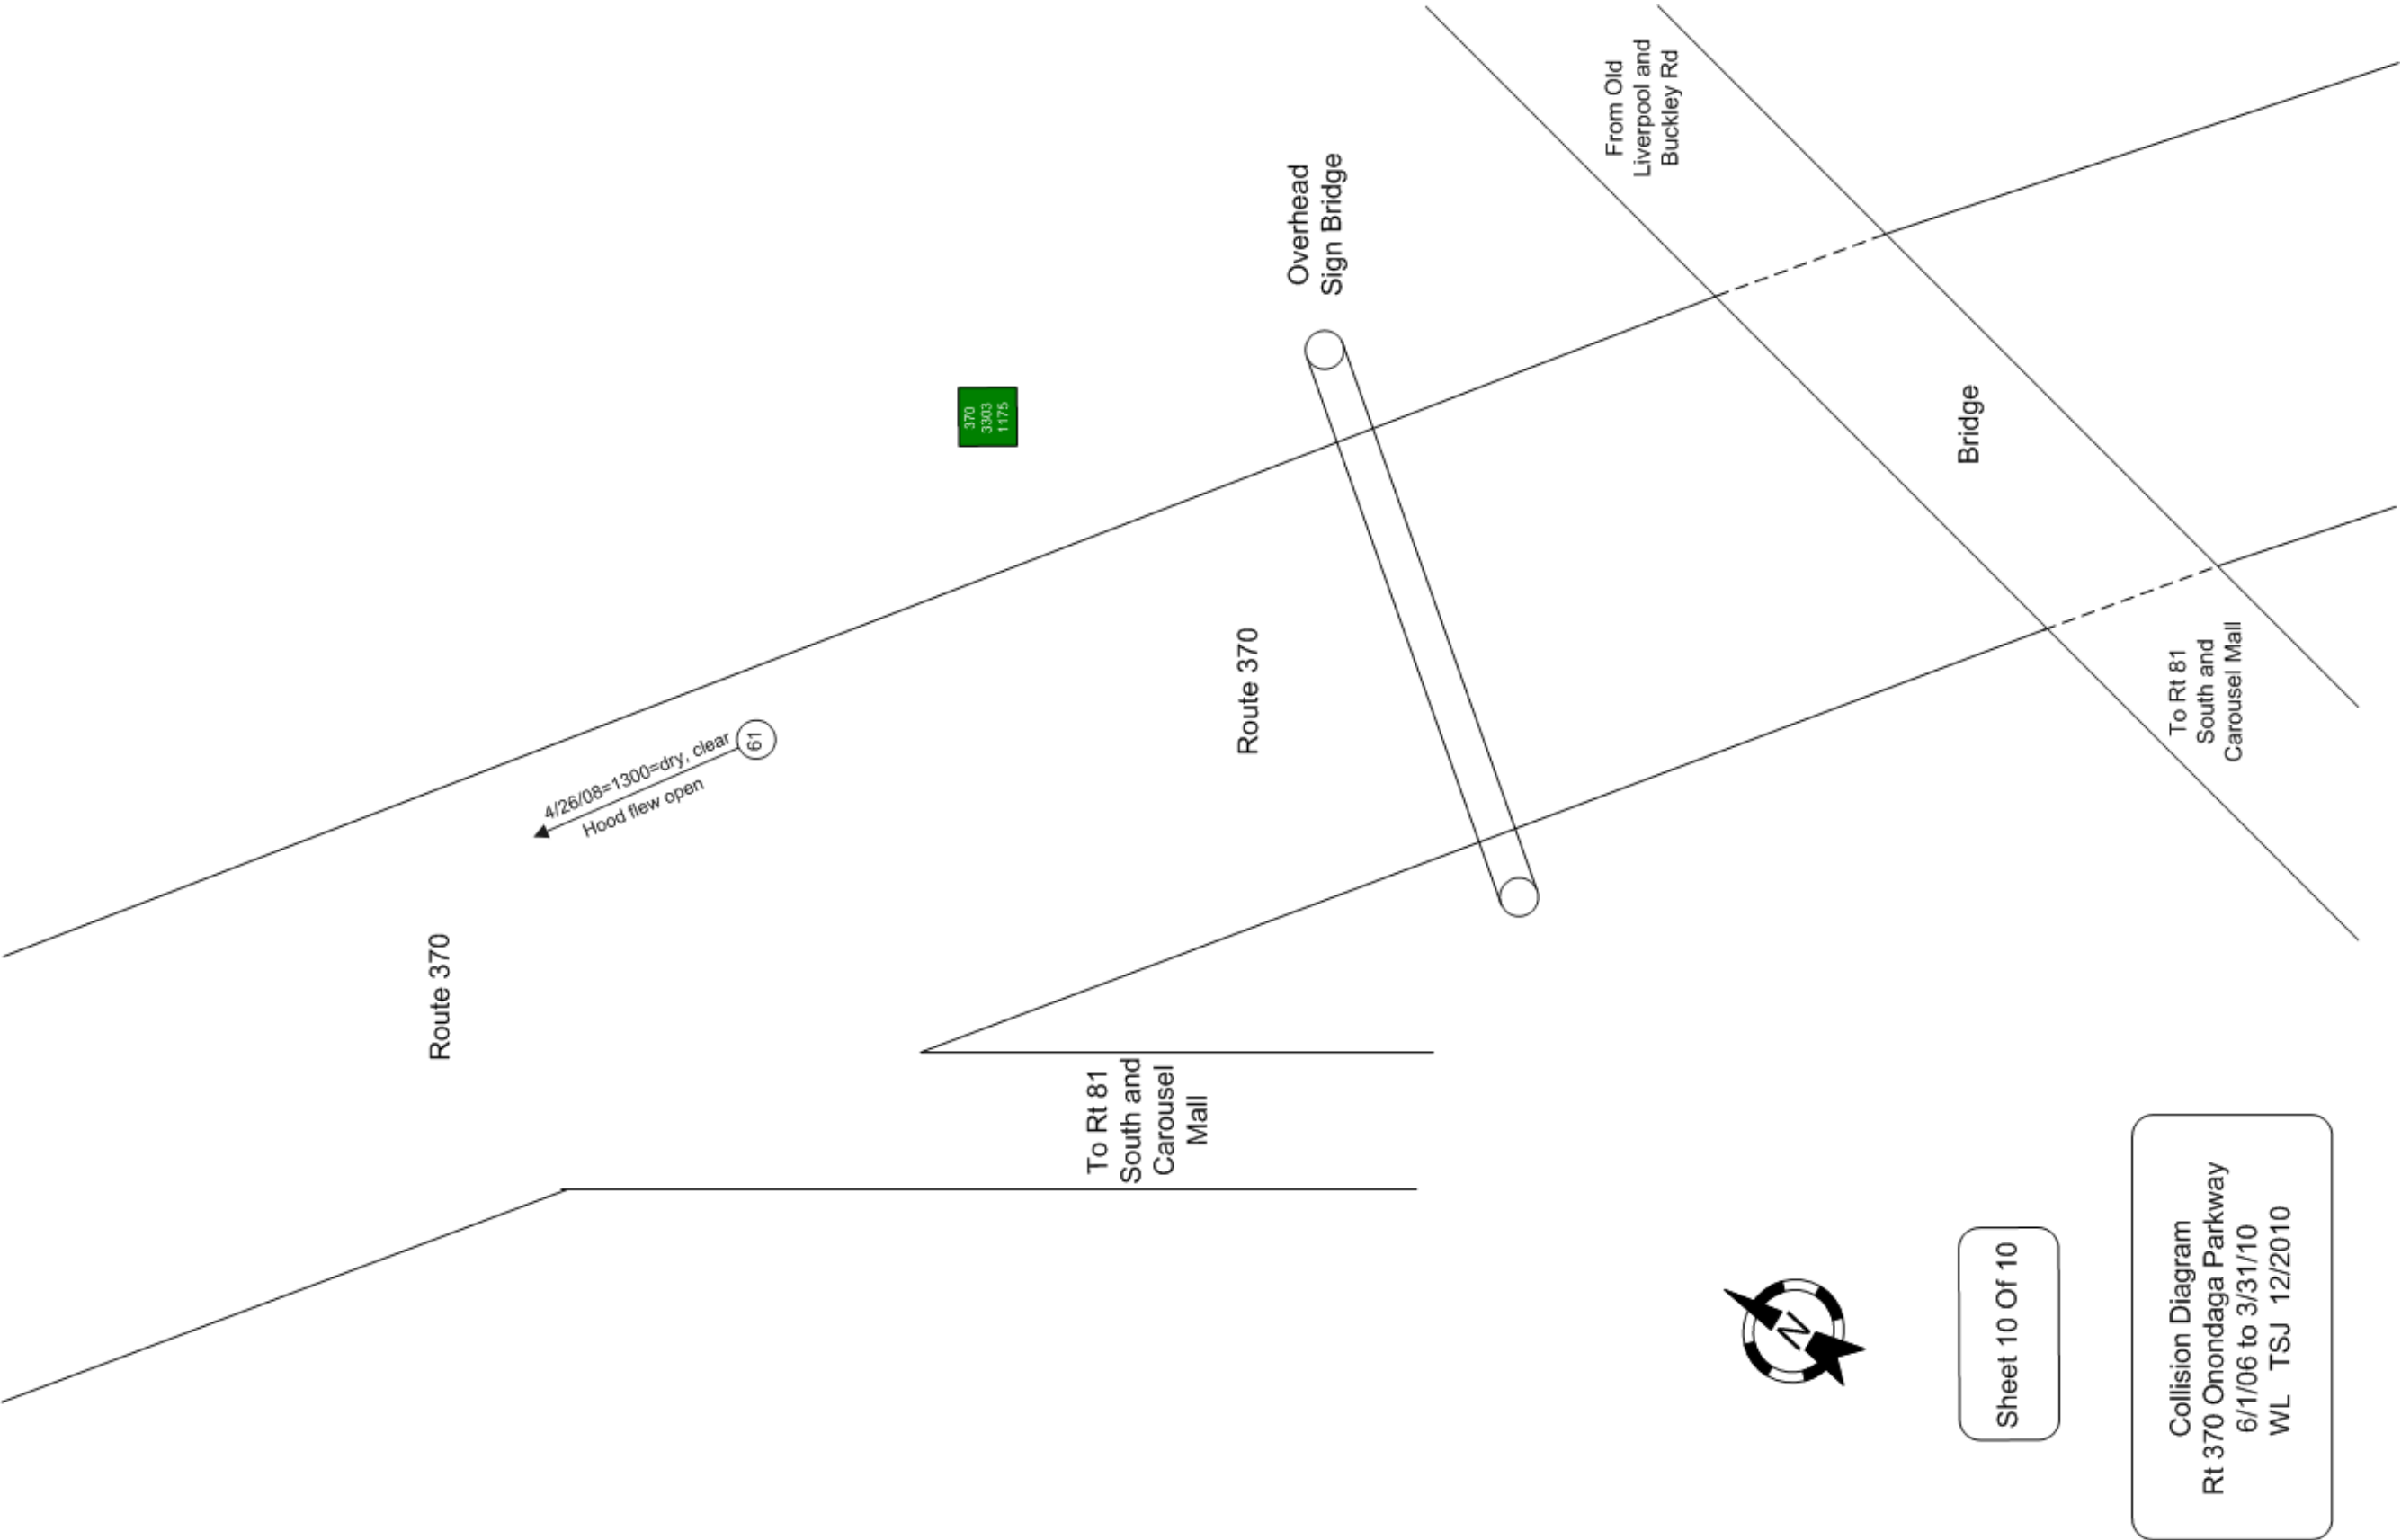 Route 370
4/26/08=1300=dry, clear
Hood flew open
61
370
3303
1175
To Rt 81
South and
Carousel
Mall
Route 370
Overhead
Sign Bridge
From Old
Liverpool and
Buckley Rd
Bridge
To Rt 81
South and
Carousel Mall
N
Sheet 10 Of 10
Collision Diagram
Rt 370 Onondaga Parkway
6/1/06 to 3/31/10
WL TSJ 12/2010